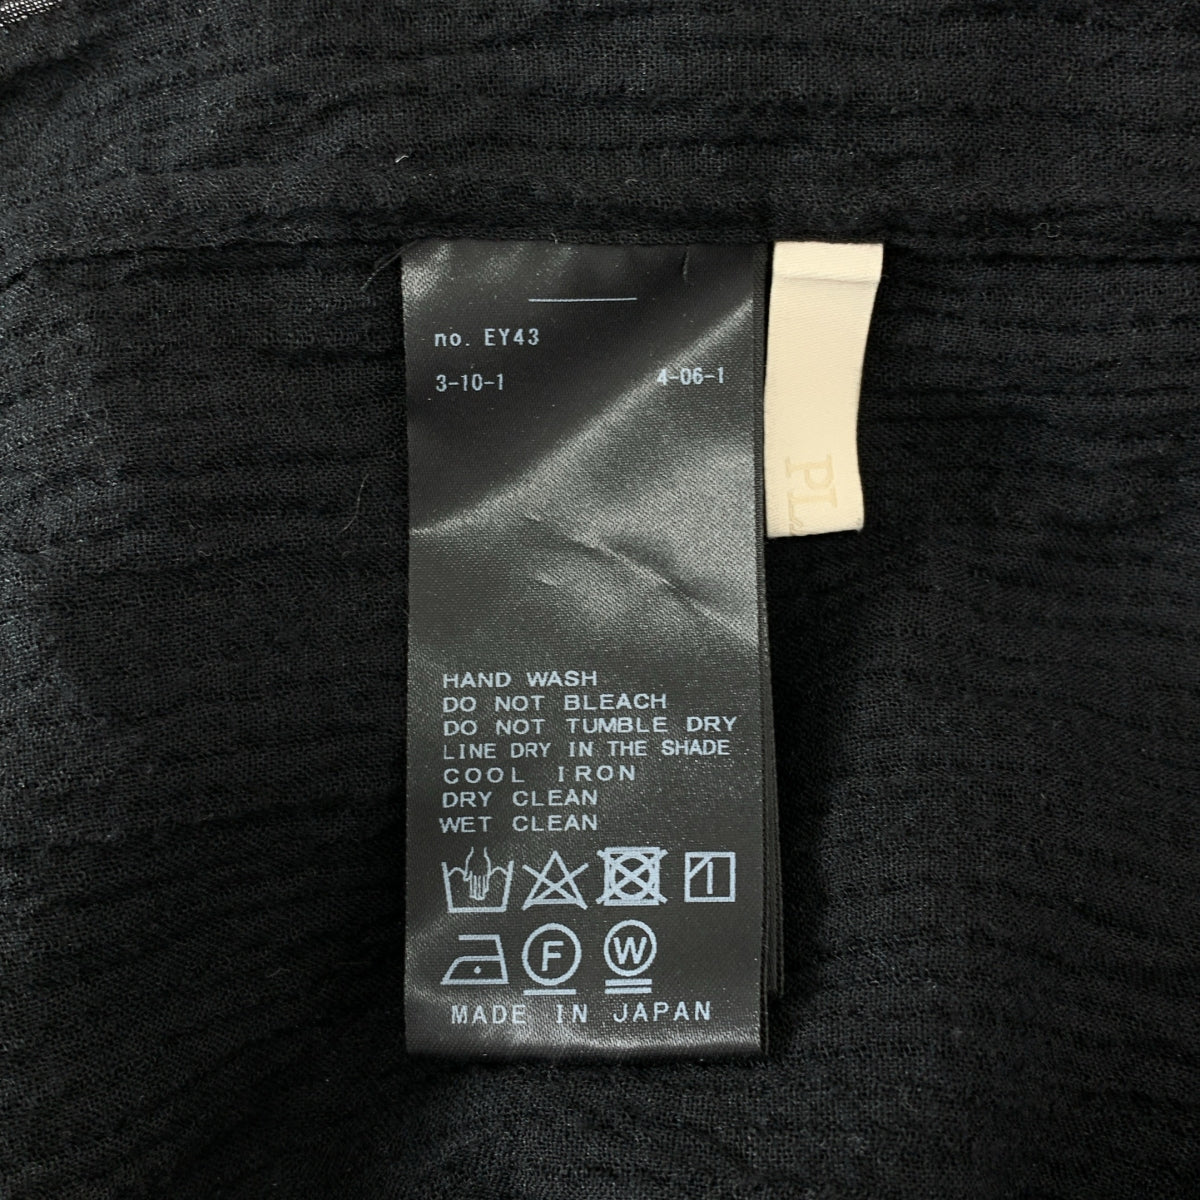 no. EY43
3-10-1 4-06-1
PL
HAND WASH
DO NOT BLEACH
DO NOT TUMBLE DRY
LINE DRY IN THE SHADE
COOL IRON
DRY CLEAN
WET CLEAN
F W
MADE IN JAPAN